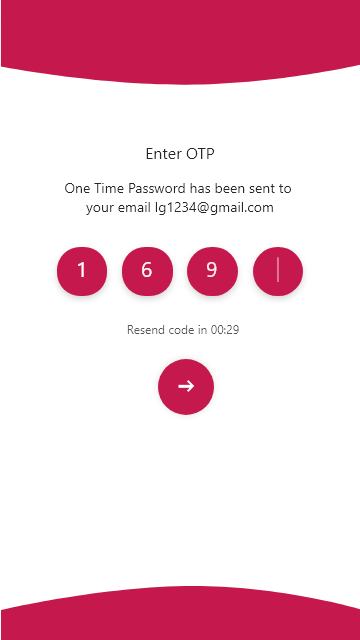 Enter OTP
One Time Password has been sent to
your email lg1234@gmail.com
1 6 9
Resend code in 00:29